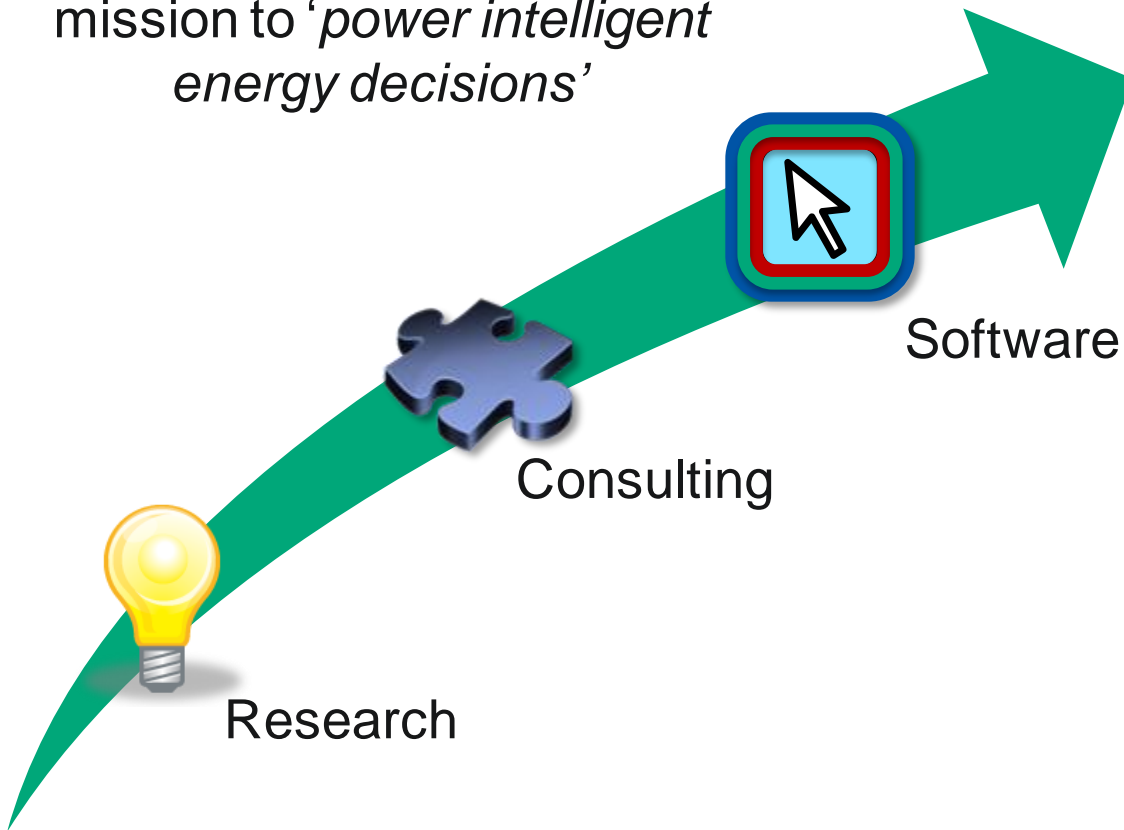 mission to ‘power intelligent
energy decisions’
Software
Consulting
Research